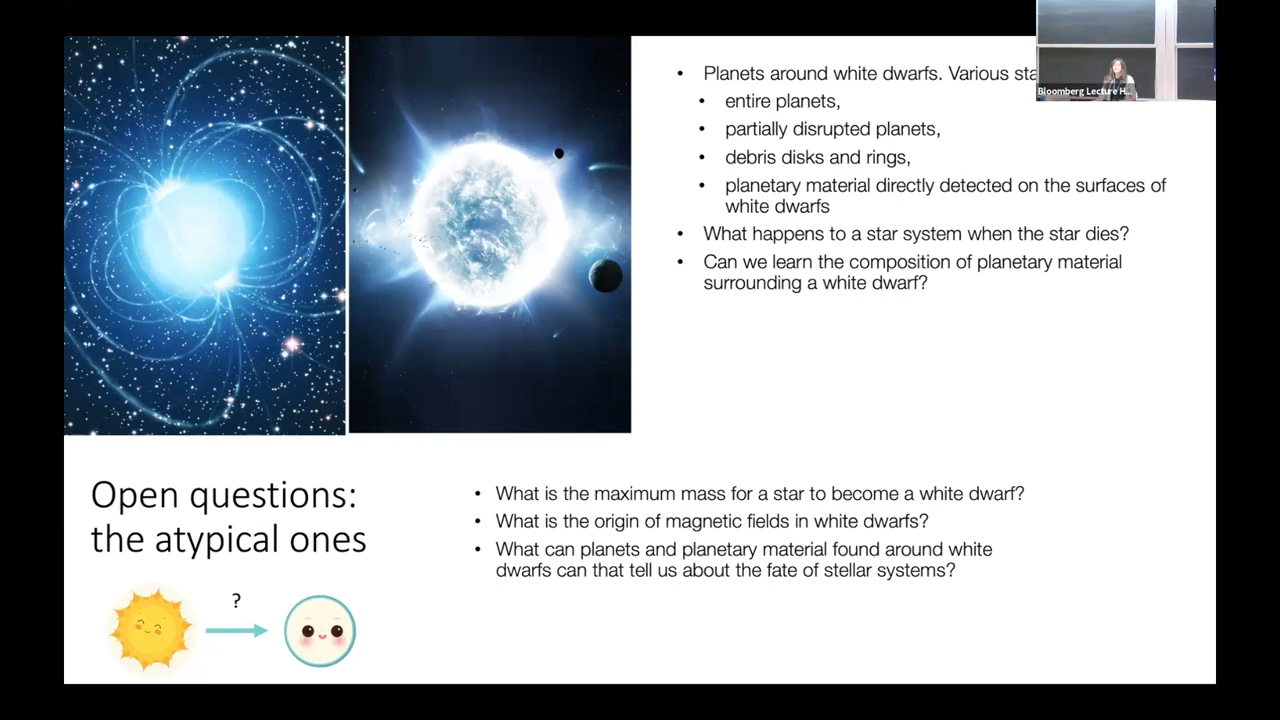 Planets around white dwarfs. Various
entire planets,
partially disrupted planets,
debris disks and rings,
planetary material directly detected on the surfaces of
white dwarfs
What happens to a star system when the star dies?
Can we learn the composition of planetary material
surrounding a white dwarf?
Bloomberg Lecture H...
Open questions:
the atypical ones
?
What is the maximum mass for a star to become a white dwarf?
What is the origin of magnetic fields in white dwarfs?
What can planets and planetary material found around white
dwarfs can that tell us about the fate of stellar systems?